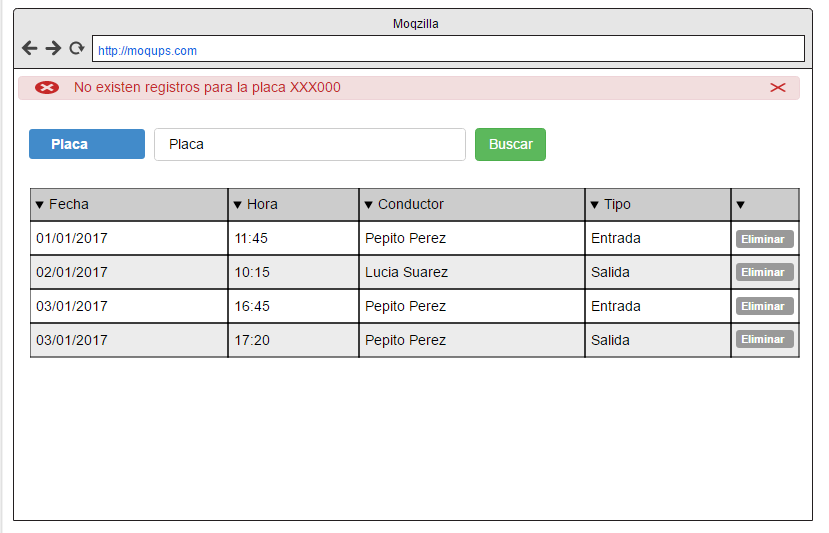 Moqzilla
http://moqups.com
No existen registros para la placa XXX000
Placa Placa Buscar
▼ Fecha ▼ Hora ▼ Conductor ▼ Tipo ▼
01/01/2017 11:45 Pepito Perez Entrada Eliminar
02/01/2017 10:15 Lucia Suarez Salida Eliminar
03/01/2017 16:45 Pepito Perez Entrada Eliminar
03/01/2017 17:20 Pepito Perez Salida Eliminar